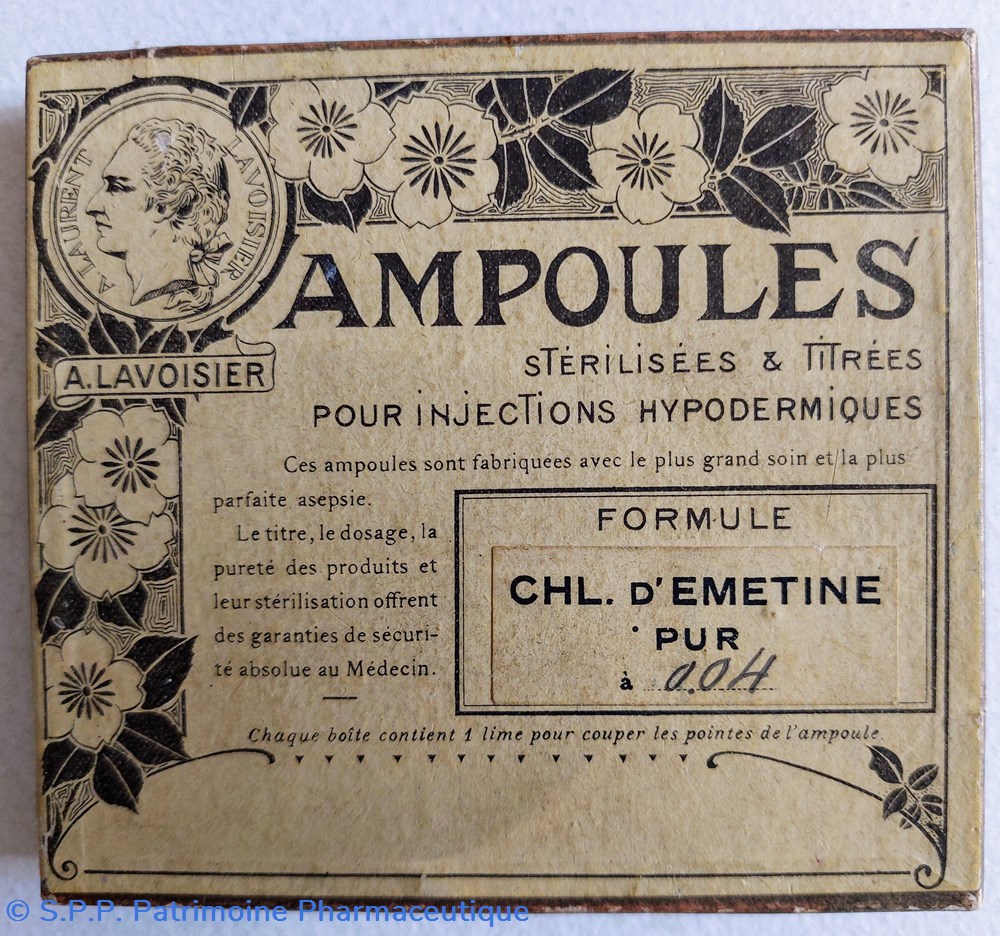 A LAURENT LAVOISIER
A. LAVOISIER
AMPOULES
STÉRILISÉES & TITRÉES
POUR INJECTIONS HYPODERMIQUES
Ces ampoules sont fabriquées avec le plus grand soin et la plus
parfaite asepsie.
Le titre, le dosage, la
pureté des produits et
leur stérilisation offrent
des garanties de sécuri-
té absolue au Médecin.
FORMULE
CHL. D'EMETINE
PUR
à 0.04
Chaque boîte contient 1 lime pour couper les pointes de l'ampoule.
© S.P.P. Patrimoine Pharmaceutique